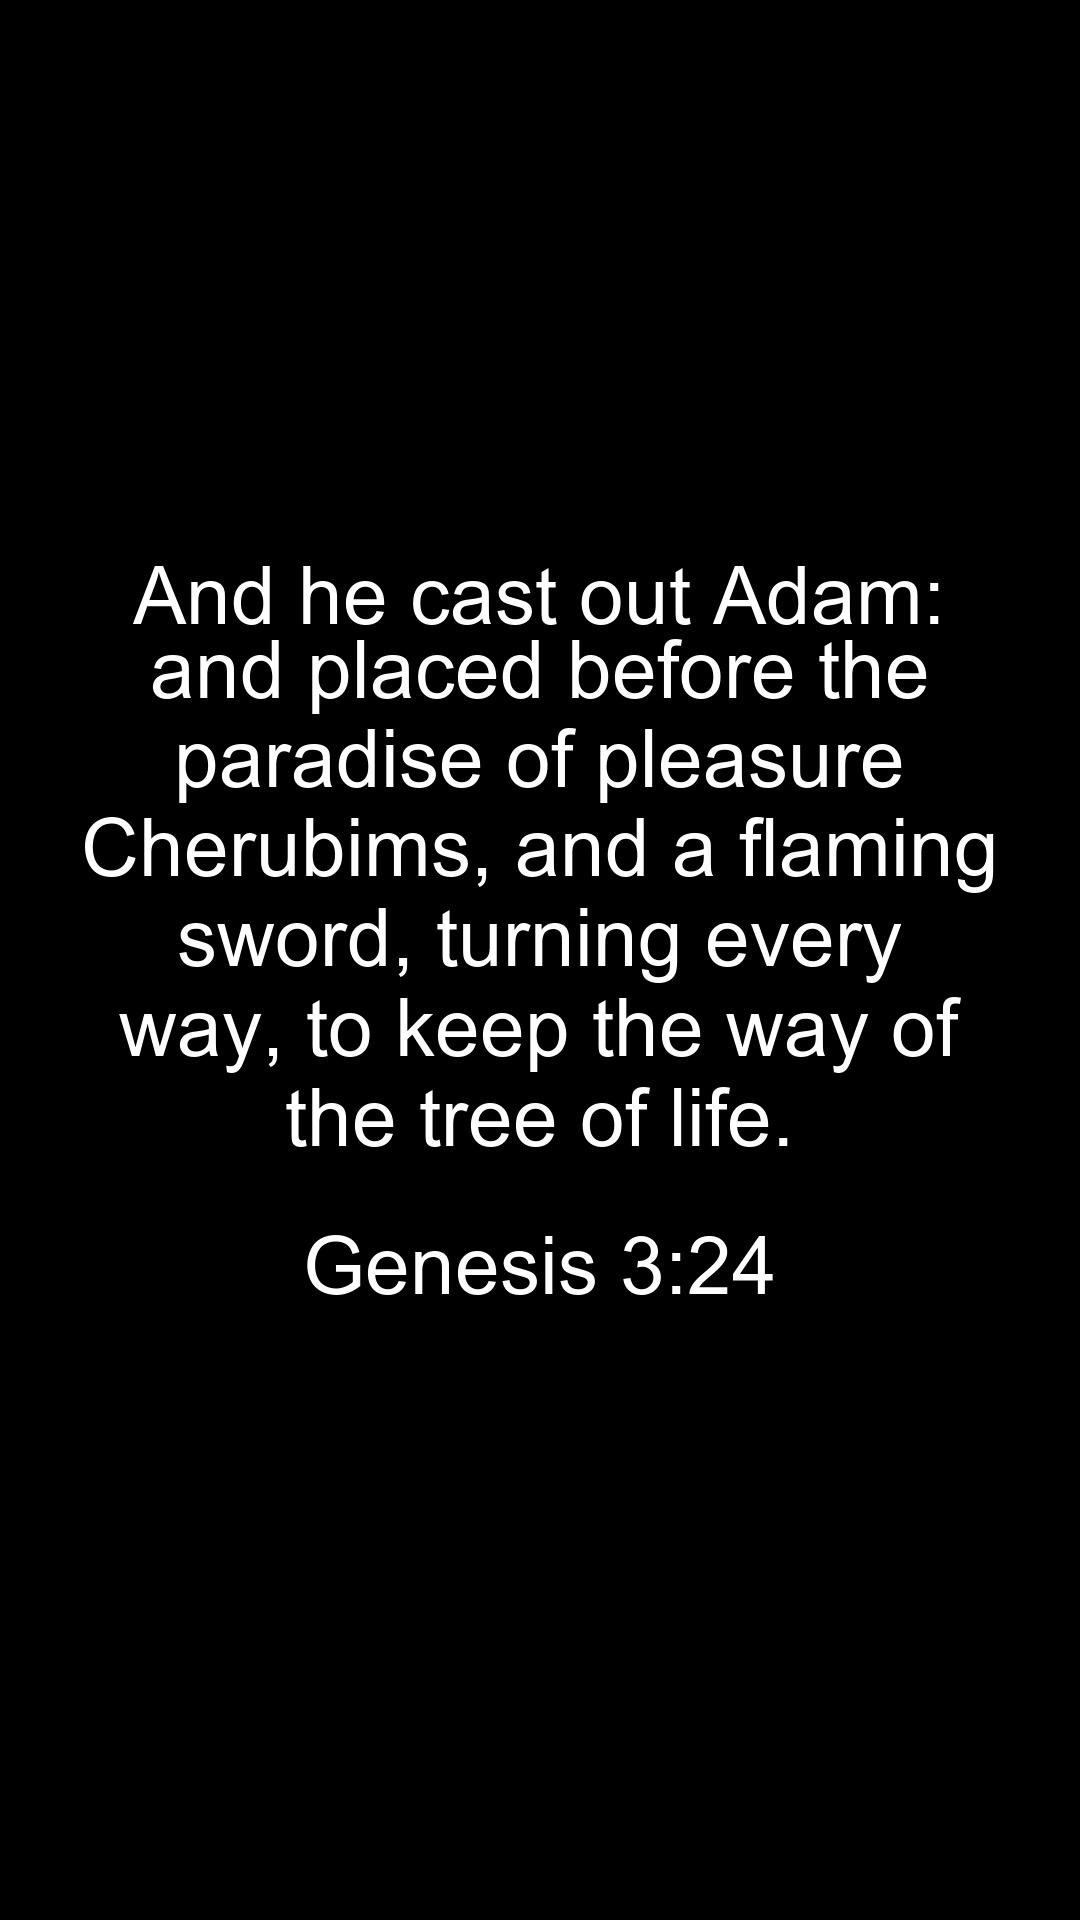 And he cast out Adam:
and placed before the
paradise of pleasure
Cherubims, and a flaming
sword, turning every
way, to keep the way of
the tree of life.
Genesis 3:24